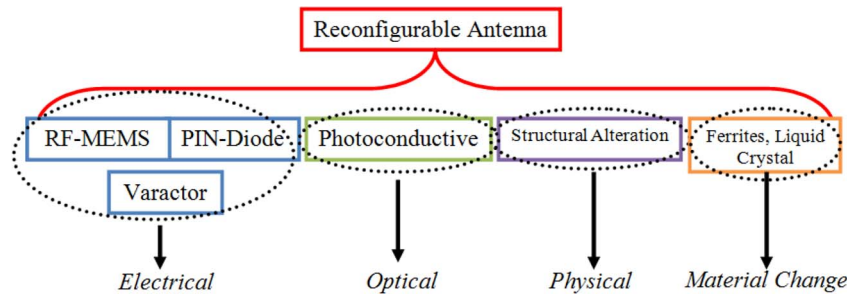 Reconfigurable Antenna
RF-MEMS
PIN-Diode
Photoconductive
Structural Alteration
Ferrites, Liquid
Crystal
Varactor
Electrical
Optical
Physical
Material Change